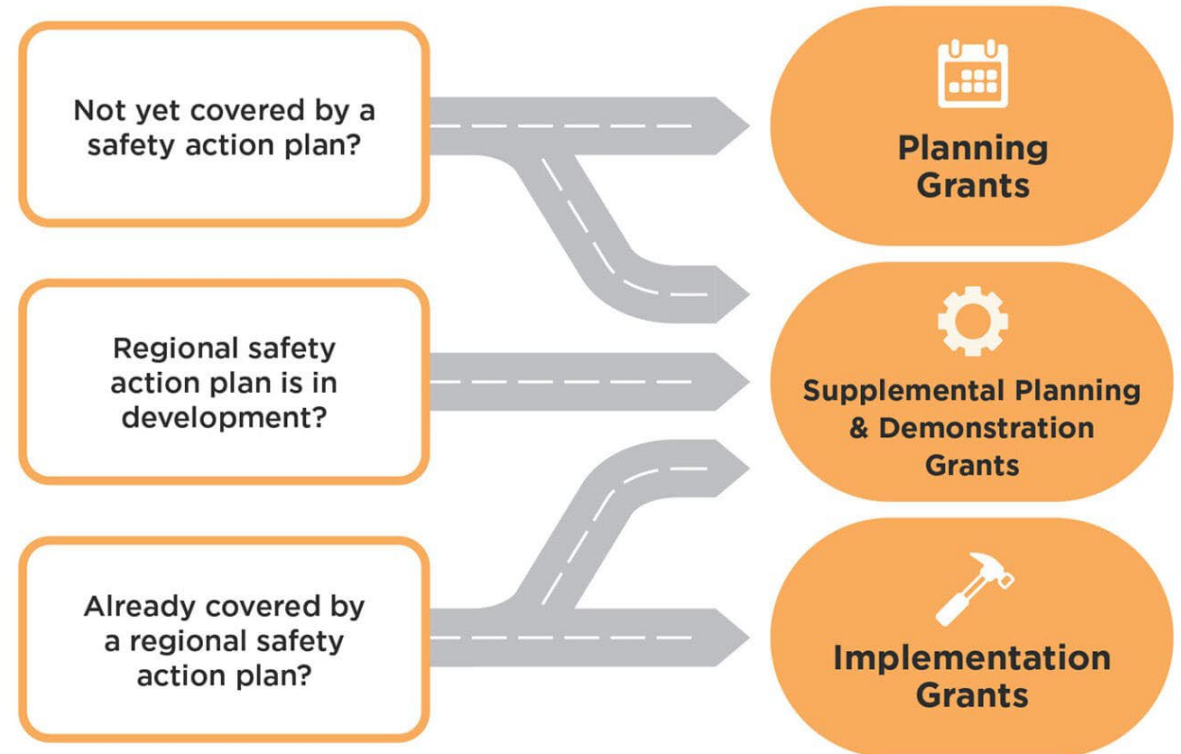 Not yet covered by a
safety action plan?
Planning
Grants
Regional safety
action plan is in
development?
Supplemental Planning
& Demonstration
Grants
Already covered by
a regional safety
action plan?
Implementation
Grants